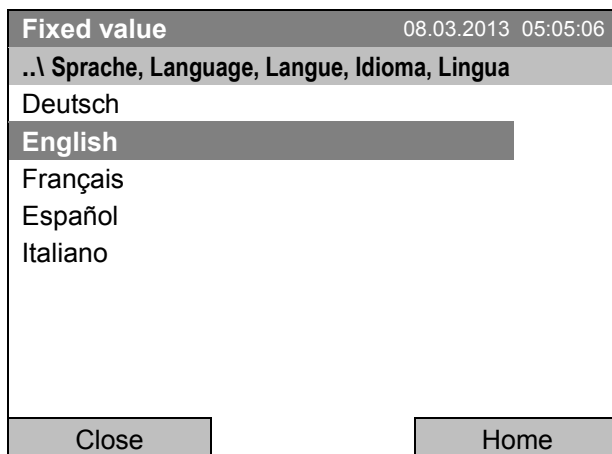 Fixed value 08.03.2013 05:05:06
..\ Sprache, Language, Langue, Idioma, Lingua
Deutsch
English
Français
Español
Italiano
Close Home